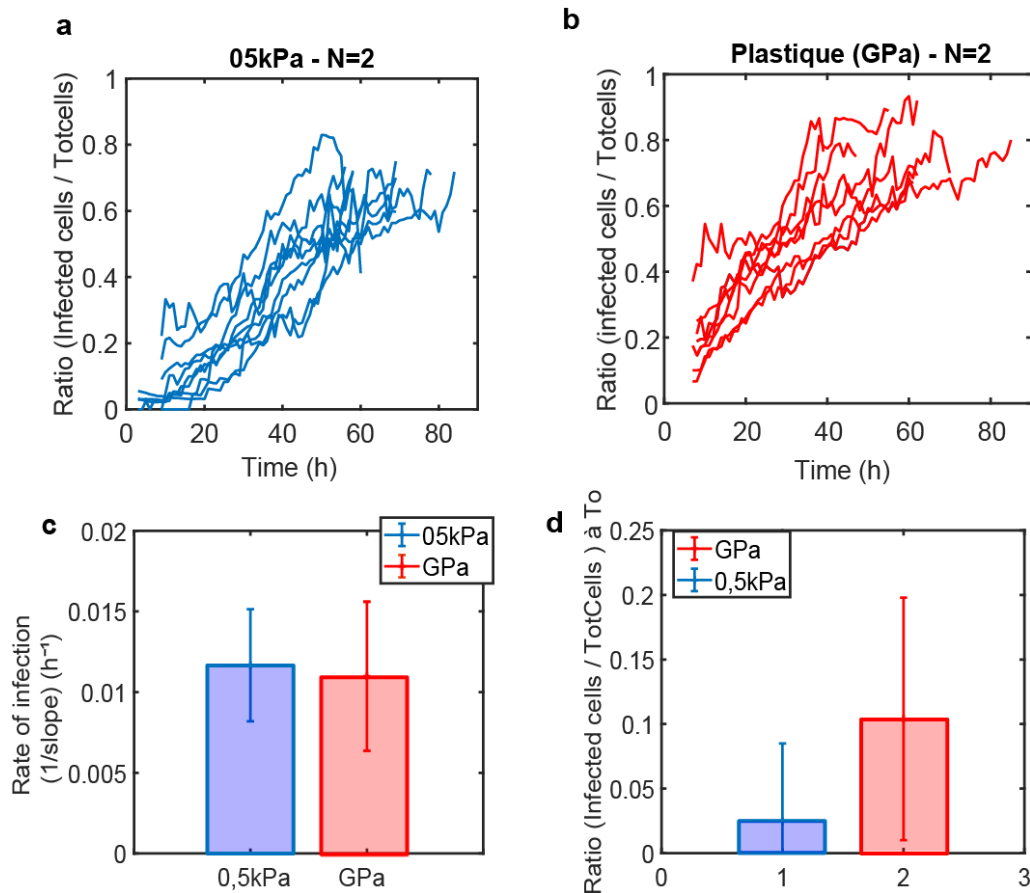 a
05kPa - N=2
Ratio (Infected cells / Totcells)
1
0.8
0.6
0.4
0.2
0
0 20 40 60 80
Time (h)
b
Plastique (GPa) - N=2
Ratio (infected cells / Totcells)
1
0.8
0.6
0.4
0.2
0
0 20 40 60 80
Time (h)
c
Rate of infection
(1/slope) (h⁻¹)
0.02
0.015
0.01
0.005
0
05kPa
GPa
0,5kPa GPa
d
Ratio (Infected cells / TotCells ) à To
0.25
0.2
0.15
0.1
0.05
0
GPa
0,5kPa
0 1 2 3